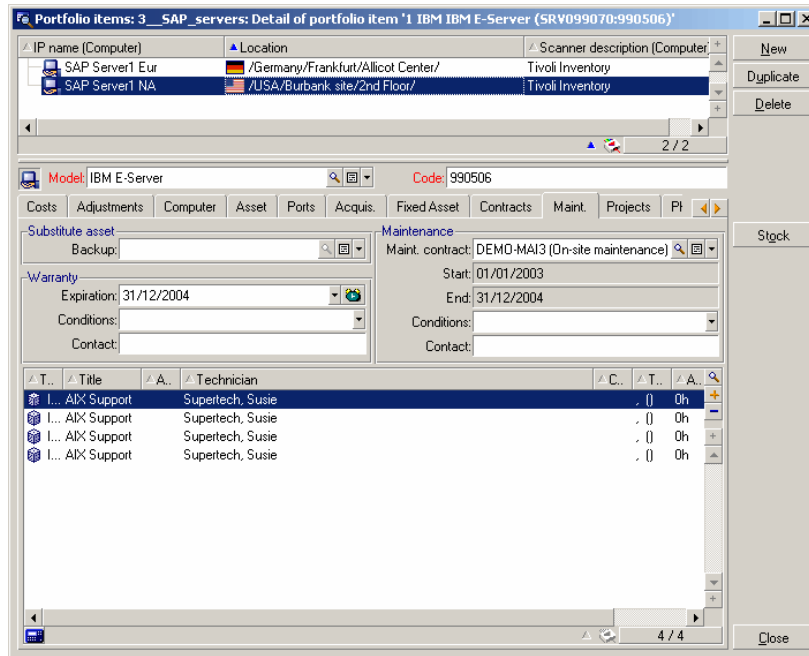 Portfolio items: 3__SAP_servers: Detail of portfolio item '1 IBM IBM E-Server (SRV099070:990506)'
IP name (Computer) Location Scanner description (Computer)
SAP Server1 Eur /Germany/Frankfurt/Allicot Center/ Tivoli Inventory
SAP Server1 NA /USA/Burbank site/2nd Floor/ Tivoli Inventory
2 / 2
New
Duplicate
Delete
Stock
Close
Model: IBM E-Server Code: 990506
Costs Adjustments Computer Asset Ports Acquis. Fixed Asset Contracts Maint. Projects
Substitute asset
Backup:
Warranty
Expiration: 31/12/2004
Conditions:
Contact:
Maintenance
Maint. contract: DEMO-MAI3 (On-site maintenance)
Start: 01/01/2003
End: 31/12/2004
Conditions:
Contact:
T.. Title A.. Technician C.. T.. A..
I... AIX Support Supertech, Susie , () 0h
I... AIX Support Supertech, Susie , () 0h
I... AIX Support Supertech, Susie , () 0h
I... AIX Support Supertech, Susie , () 0h
4 / 4